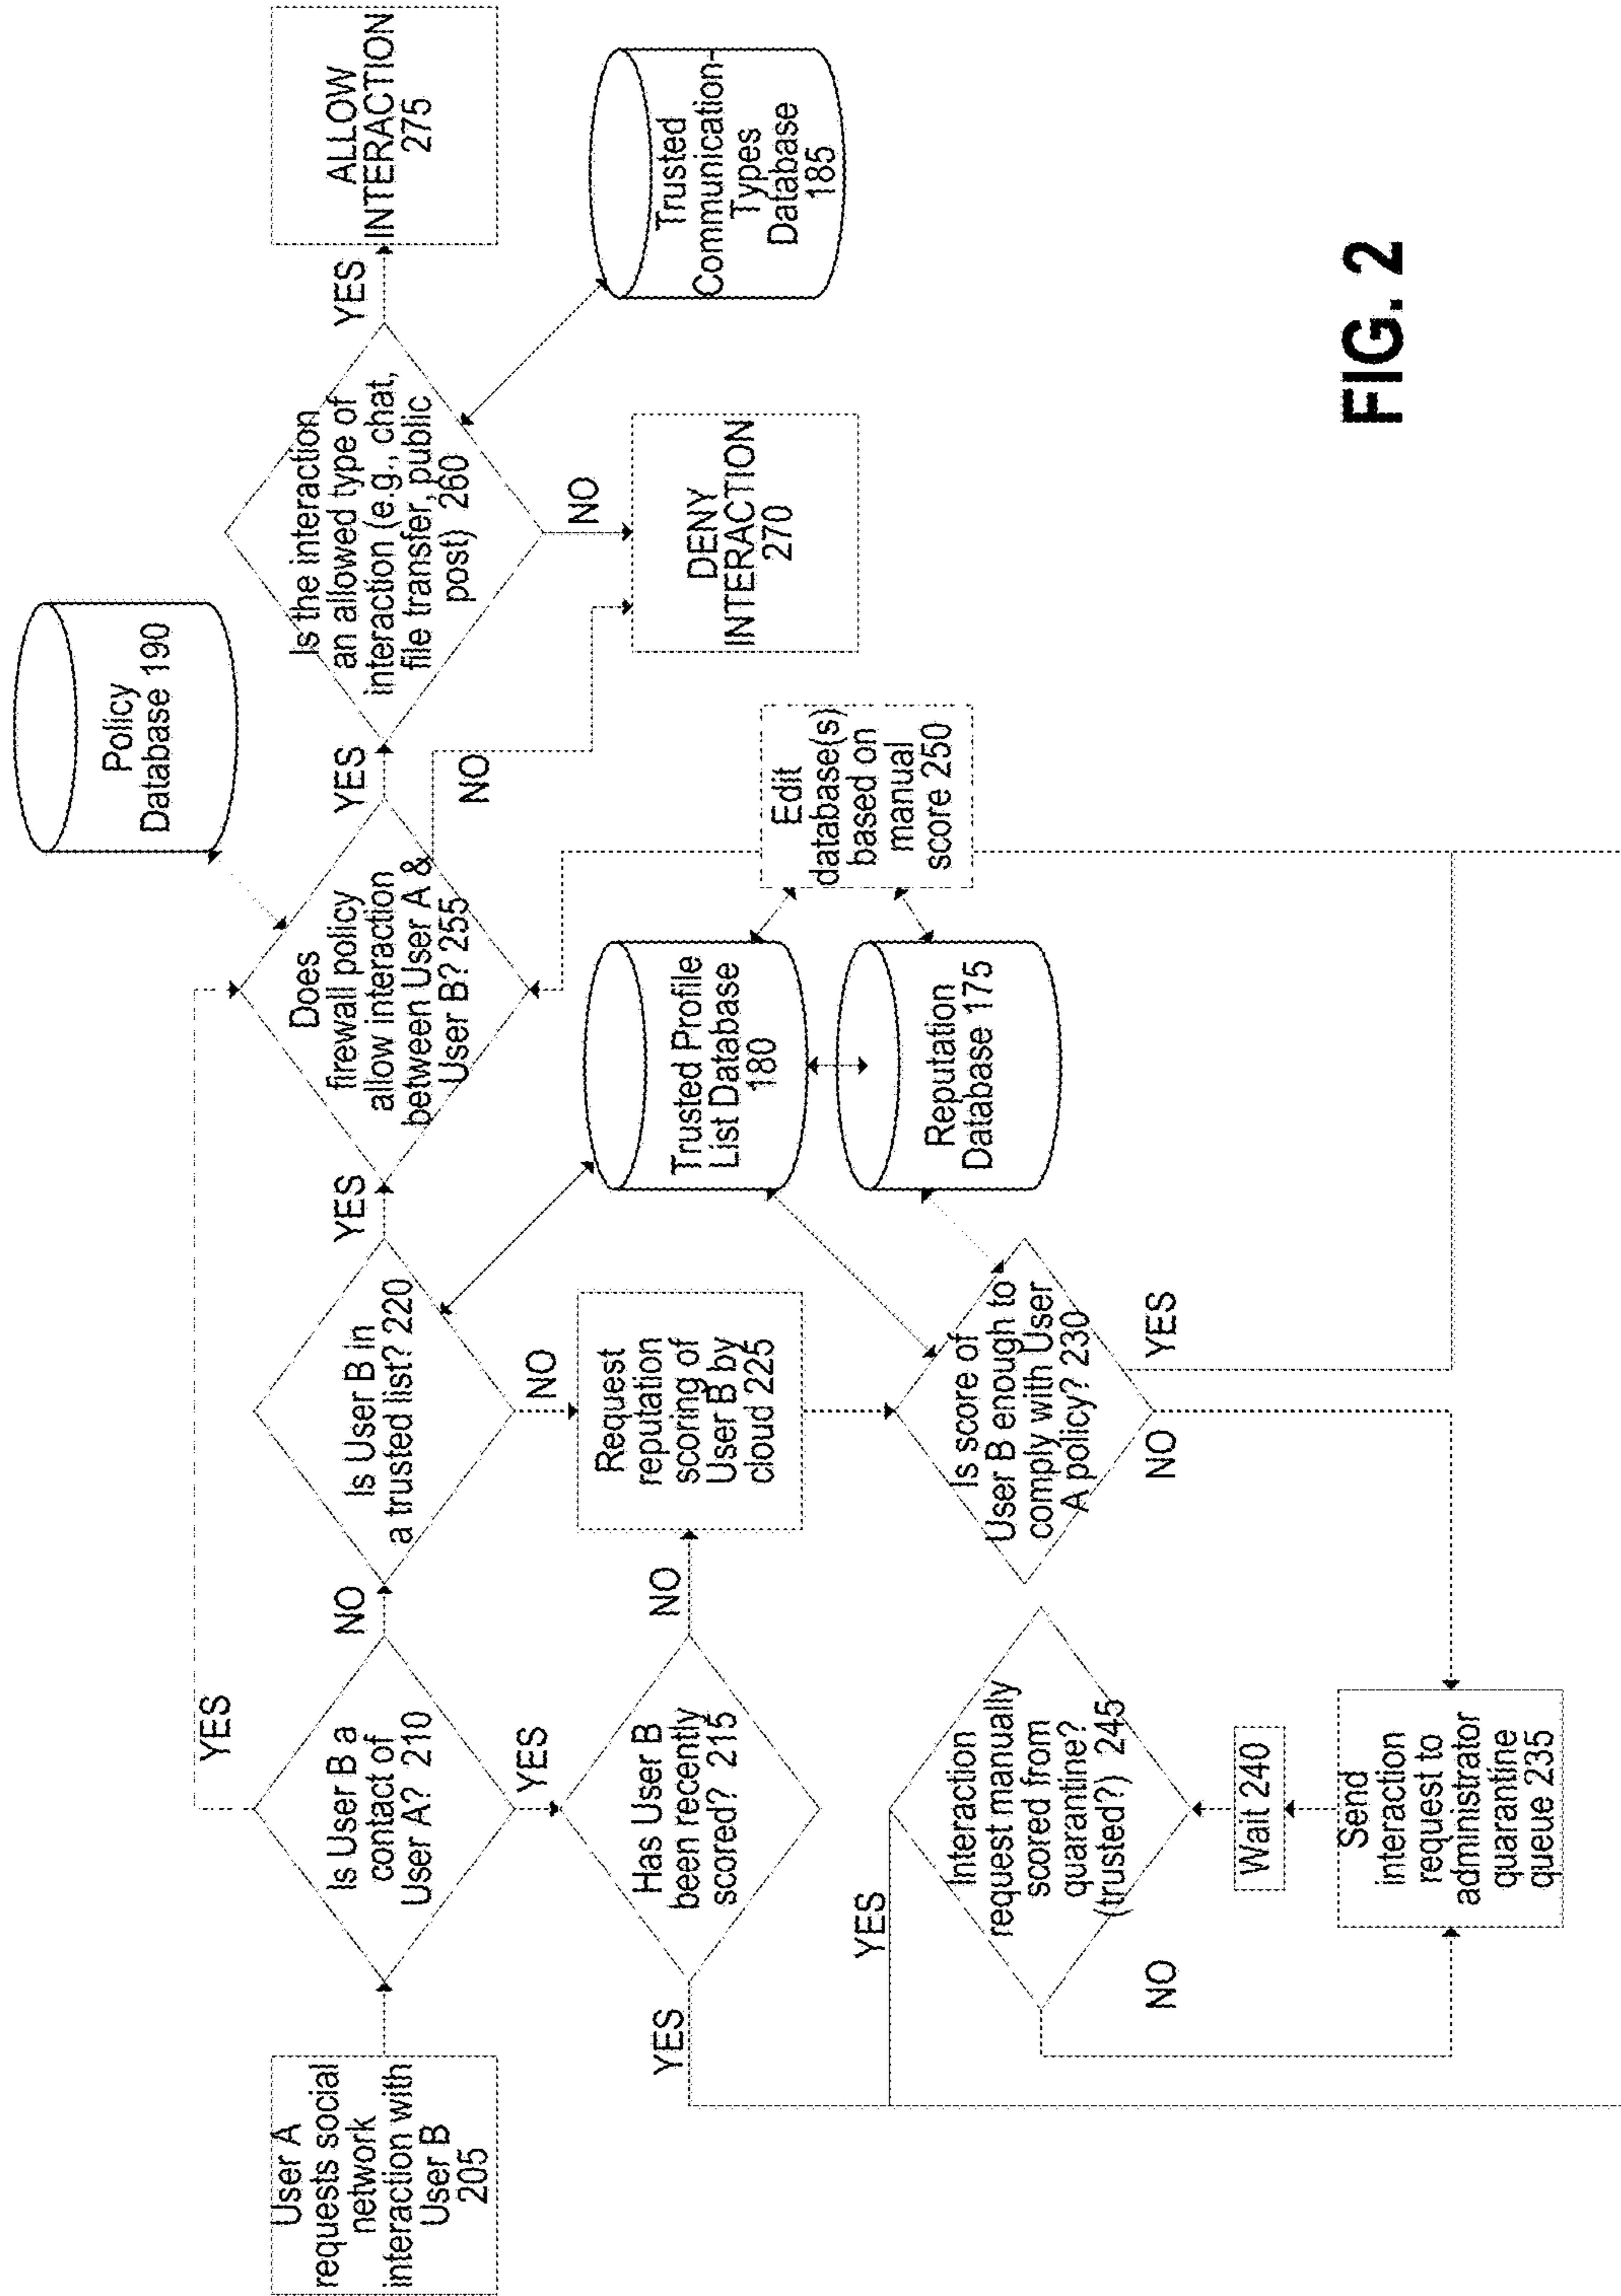 User A
requests social
network
interaction with
User B
205
YES
Is User B a
contact of
User A? 210
NO
YES
Has User B
been recently
scored? 215
YES
NO
Is User B in
a trusted list? 220
YES
NO
Request
reputation
scoring of
User B by
cloud 225
Is score of
User B enough to
comply with User
A policy? 230
YES
NO
Interaction
request manually
scored from
quarantine?
(trusted?) 245
YES
NO
Wait 240
Send
interaction
request to
administrator
quarantine
queue 235
Policy
Database 190
Does
firewall policy
allow interaction
between User A &
User B? 255
YES
NO
Trusted Profile
List Database
180
Reputation
Database 175
Edit
database(s)
based on
manual
score 250
Is the interaction
an allowed type of
interaction (e.g., chat,
file transfer, public
post) 260
YES
NO
DENY
INTERACTION
270
ALLOW
INTERACTION
275
Trusted
Communication-
Types
Database
185
FIG. 2